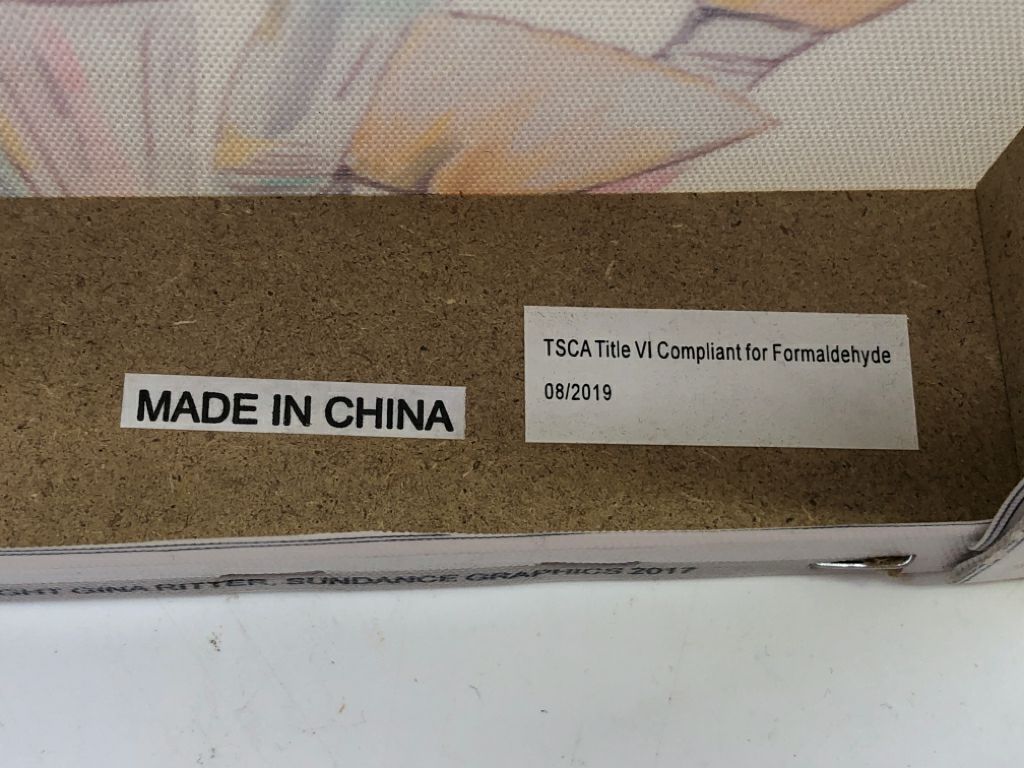 TSCA Title VI Compliant for Formaldehyde
08/2019
MADE IN CHINA
GINA RITTER, SUNDANCE GRAPHICS 2017